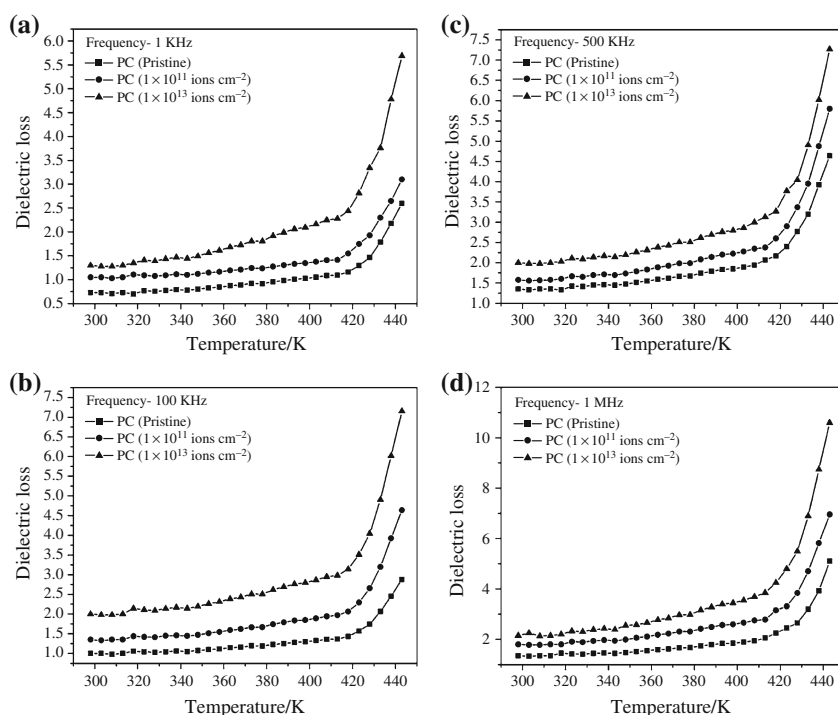 (a)
Frequency- 1 KHz
PC (Pristine)
PC (1×10¹¹ ions cm⁻²)
PC (1×10¹³ ions cm⁻²)
6.0
5.5
5.0
4.5
4.0
3.5
3.0
2.5
2.0
1.5
1.0
0.5
Dielectric loss
300 320 340 360 380 400 420 440
Temperature/K
(c)
Frequency- 500 KHz
PC (Pristine)
PC (1×10¹¹ ions cm⁻²)
PC (1×10¹³ ions cm⁻²)
7.5
7.0
6.5
6.0
5.5
5.0
4.5
4.0
3.5
3.0
2.5
2.0
1.5
1.0
Dielectric loss
300 320 340 360 380 400 420 440
Temperature/K
(b)
Frequency- 100 KHz
PC (Pristine)
PC (1×10¹¹ ions cm⁻²)
PC (1×10¹³ ions cm⁻²)
7.5
7.0
6.5
6.0
5.5
5.0
4.5
4.0
3.5
3.0
2.5
2.0
1.5
1.0
Dielectric loss
300 320 340 360 380 400 420 440
Temperature/K
(d)
Frequency- 1 MHz
PC (Pristine)
PC (1×10¹¹ ions cm⁻²)
PC (1×10¹³ ions cm⁻²)
12
10
8
6
4
2
Dielectric loss
300 320 340 360 380 400 420 440
Temperature/K